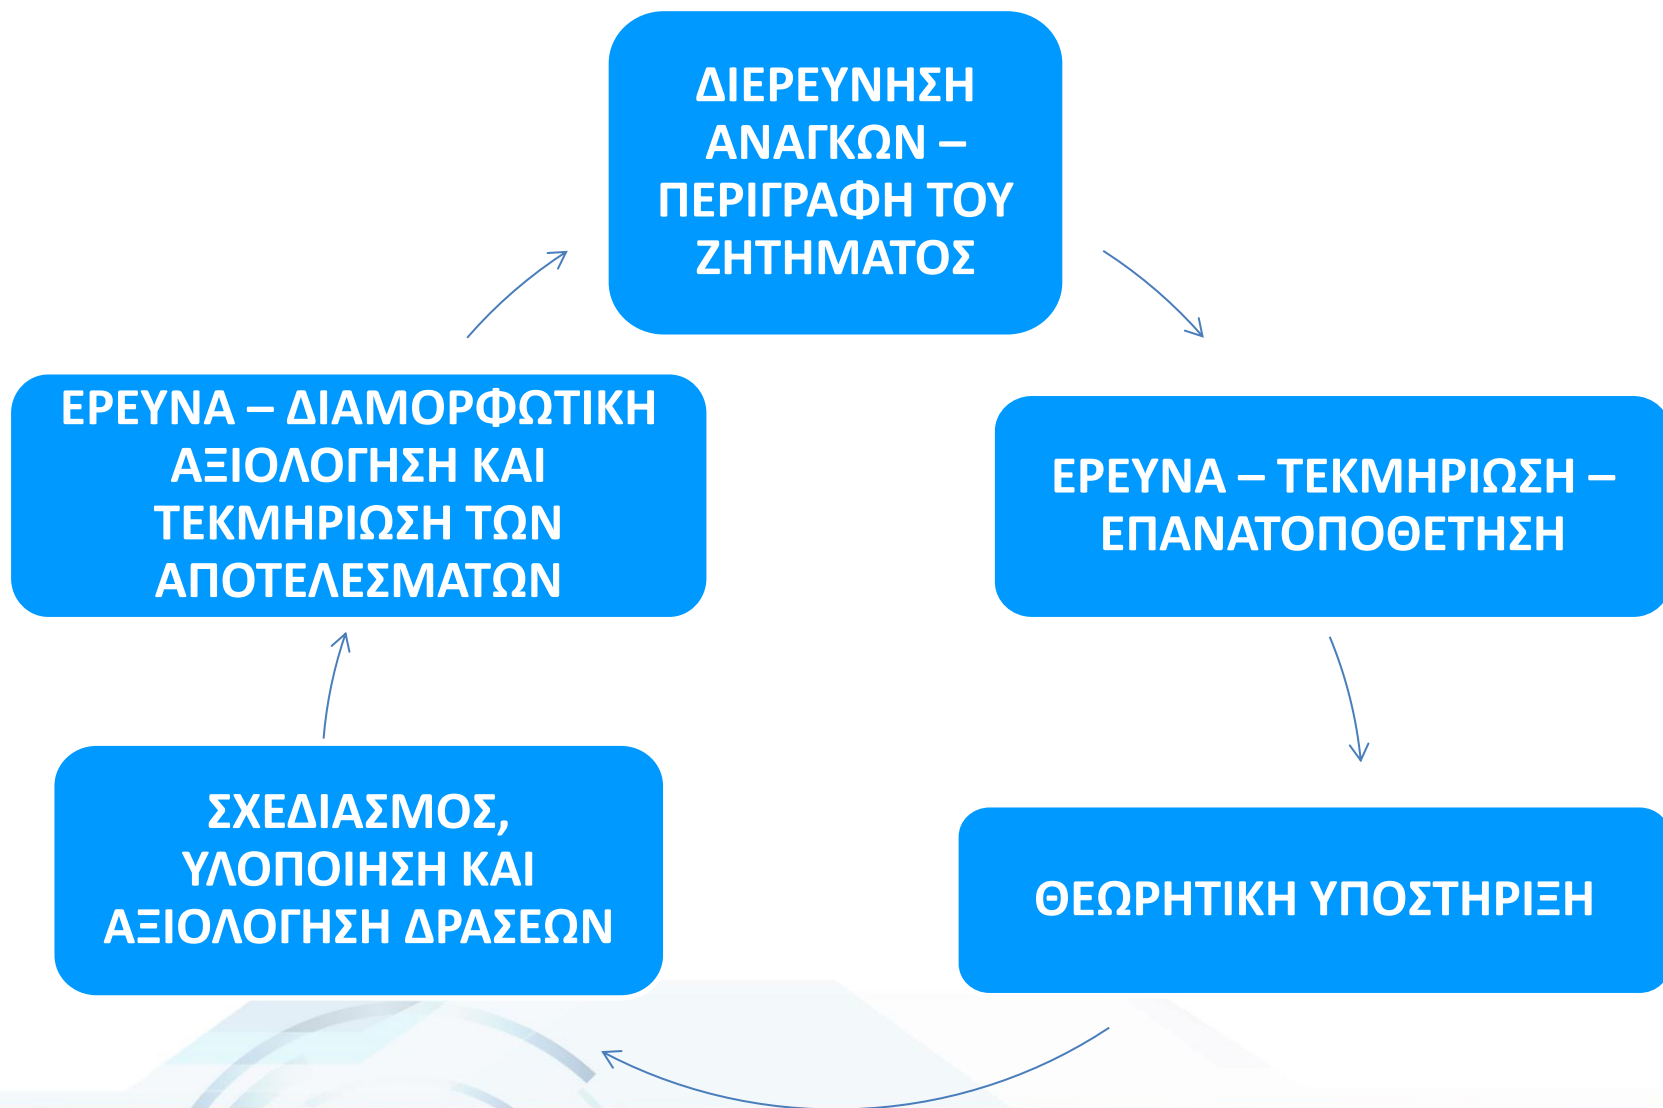 ΔΙΕΡΕΥΝΗΣΗ
ΑΝΑΓΚΩΝ –
ΠΕΡΙΓΡΑΦΗ ΤΟΥ
ΖΗΤΗΜΑΤΟΣ
ΕΡΕΥΝΑ – ΤΕΚΜΗΡΙΩΣΗ –
ΕΠΑΝΑΤΟΠΟΘΕΤΗΣΗ
ΘΕΩΡΗΤΙΚΗ ΥΠΟΣΤΗΡΙΞΗ
ΣΧΕΔΙΑΣΜΟΣ,
ΥΛΟΠΟΙΗΣΗ ΚΑΙ
ΑΞΙΟΛΟΓΗΣΗ ΔΡΑΣΕΩΝ
ΕΡΕΥΝΑ – ΔΙΑΜΟΡΦΩΤΙΚΗ
ΑΞΙΟΛΟΓΗΣΗ ΚΑΙ
ΤΕΚΜΗΡΙΩΣΗ ΤΩΝ
ΑΠΟΤΕΛΕΣΜΑΤΩΝ